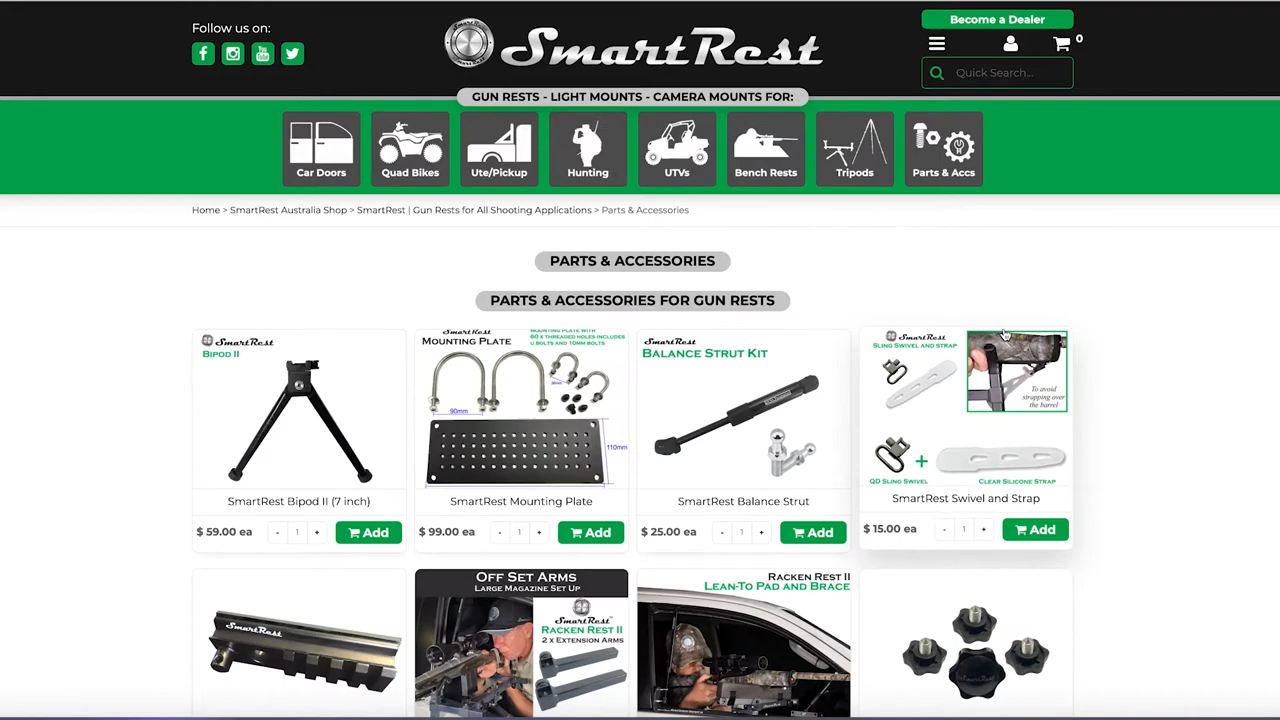 Follow us on:
SmartRest
Become a Dealer
0
Quick Search...
GUN RESTS - LIGHT MOUNTS - CAMERA MOUNTS FOR:
Car Doors
Quad Bikes
Ute/Pickup
Hunting
UTVs
Bench Rests
Tripods
Parts & Accs
Home > SmartRest Australia Shop > SmartRest | Gun Rests for All Shooting Applications > Parts & Accessories
PARTS & ACCESSORIES
PARTS & ACCESSORIES FOR GUN RESTS
SmartRest
BIPOD II
SmartRest Bipod II (7 inch)
$ 59.00 ea
- 1 +
Add
SmartRest
MOUNTING PLATE
MOUNTING PLATE WITH
60 X THREADED HOLES INCLUDES
U BOLTS AND 10MM BOLTS
90mm
110mm
SmartRest Mounting Plate
$ 99.00 ea
- 1 +
Add
SmartRest
BALANCE STRUT KIT
SmartRest Balance Strut
$ 25.00 ea
- 1 +
Add
SmartRest
SLING SWIVEL AND STRAP
To avoid
strapping over
the barrel
+
QD SLING SWIVEL
CLEAR SILICONE STRAP
SmartRest Swivel and Strap
$ 15.00 ea
- 1 +
Add
SmartRest
OFF SET ARMS
LARGE MAGAZINE SET UP
SmartRest
RACKEN REST II
2 X EXTENSION ARMS
RACKEN REST II
LEAN-TO PAD AND BRACE